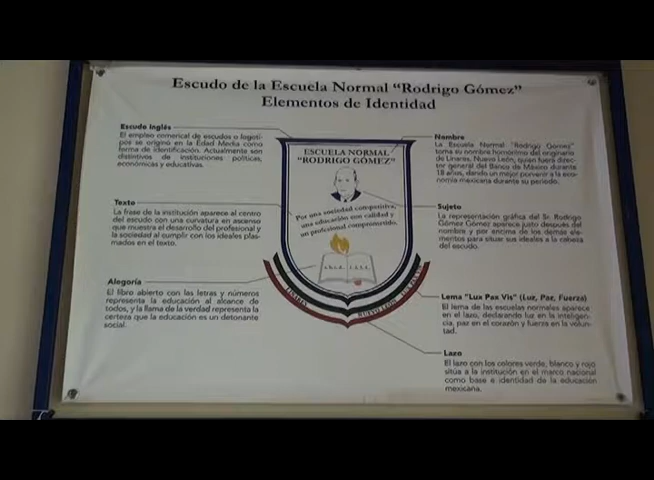 Escudo de la Escuela Normal "Rodrigo Gómez"
Elementos de Identidad
Escudo Inglés
El empleo comercial de escudos o logoti-
pos se originó en la Edad Media como
forma de identificación. Actualmente son
distintivos de instituciones políticas,
económicas y educativas.
Texto
La frase de la institución aparece al centro
del escudo con una curvatura en ascenso
que muestra el desarrollo del profesional y
la sociedad al cumplir con los ideales plas-
mados en el texto.
Alegoría
El libro abierto con las letras y números
representa la educación al alcance de
todos, y la llama de la verdad representa la
certeza que la educación es un detonante
social.
ESCUELA NORMAL
"RODRIGO GÓMEZ"
Por una sociedad competitiva,
una educación con calidad y
un profesional comprometido.
LINARES
NUEVO LEÓN
LUX PAX VIS
Nombre
La Escuela Normal "Rodrigo Gómez"
toma su nombre homónimo del originario
de Linares, Nuevo León, quien fuera direc-
tor general del Banco de México durante
18 años, dando un mejor porvenir a la eco-
nomía mexicana durante su periodo.
Sujeto
La representación gráfica del Sr. Rodrigo
Gómez Gómez aparece justo después del
nombre y por encima de los demás ele-
mentos para situar sus ideales a la cabeza
del escudo.
Lema "Lux Pax Vis" (Luz, Paz, Fuerza)
El lema de las escuelas normales aparece
en el lazo, declarando luz en la inteligen-
cia, paz en el corazón y fuerza en la volun-
tad.
Lazo
El lazo con los colores verde, blanco y rojo
sitúa a la institución en el marco nacional
como base e identidad de la educación
mexicana.